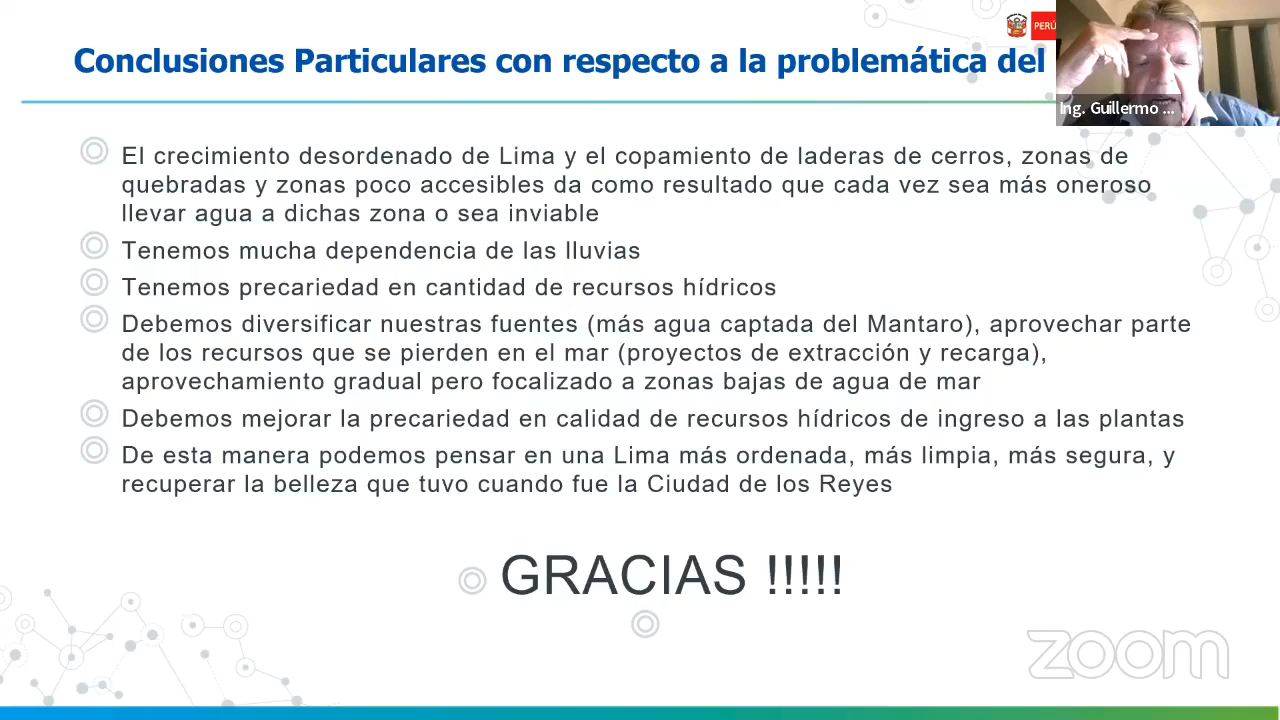 PERÚ
Conclusiones Particulares con respecto a la problemática del
Ing. Guillermo ...
El crecimiento desordenado de Lima y el copamiento de laderas de cerros, zonas de
quebradas y zonas poco accesibles da como resultado que cada vez sea más oneroso
llevar agua a dichas zona o sea inviable
Tenemos mucha dependencia de las lluvias
Tenemos precariedad en cantidad de recursos hídricos
Debemos diversificar nuestras fuentes (más agua captada del Mantaro), aprovechar parte
de los recursos que se pierden en el mar (proyectos de extracción y recarga),
aprovechamiento gradual pero focalizado a zonas bajas de agua de mar
Debemos mejorar la precariedad en calidad de recursos hídricos de ingreso a las plantas
De esta manera podemos pensar en una Lima más ordenada, más limpia, más segura, y
recuperar la belleza que tuvo cuando fue la Ciudad de los Reyes
GRACIAS !!!!!
zoom